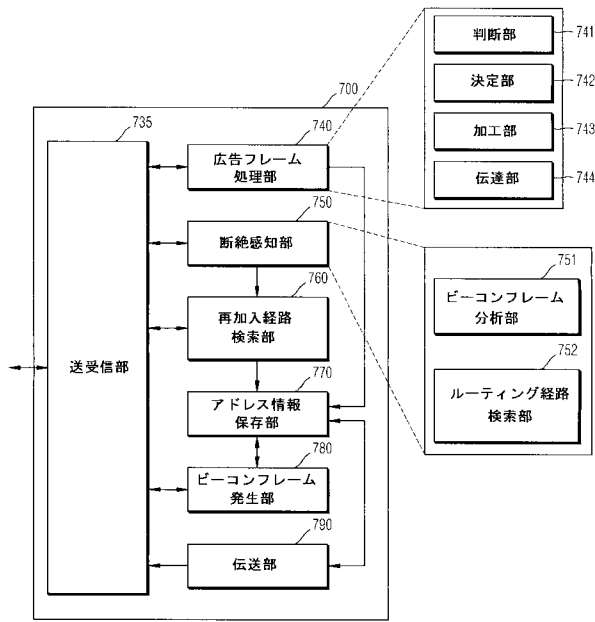 700
735
送受信部
740
広告フレーム
処理部
750
断絶感知部
760
再加入経路
検索部
770
アドレス情報
保存部
780
ビーコンフレーム
発生部
790
伝送部
判断部
741
決定部
742
加工部
743
伝達部
744
751
ビーコンフレーム
分析部
752
ルーティング経路
検索部